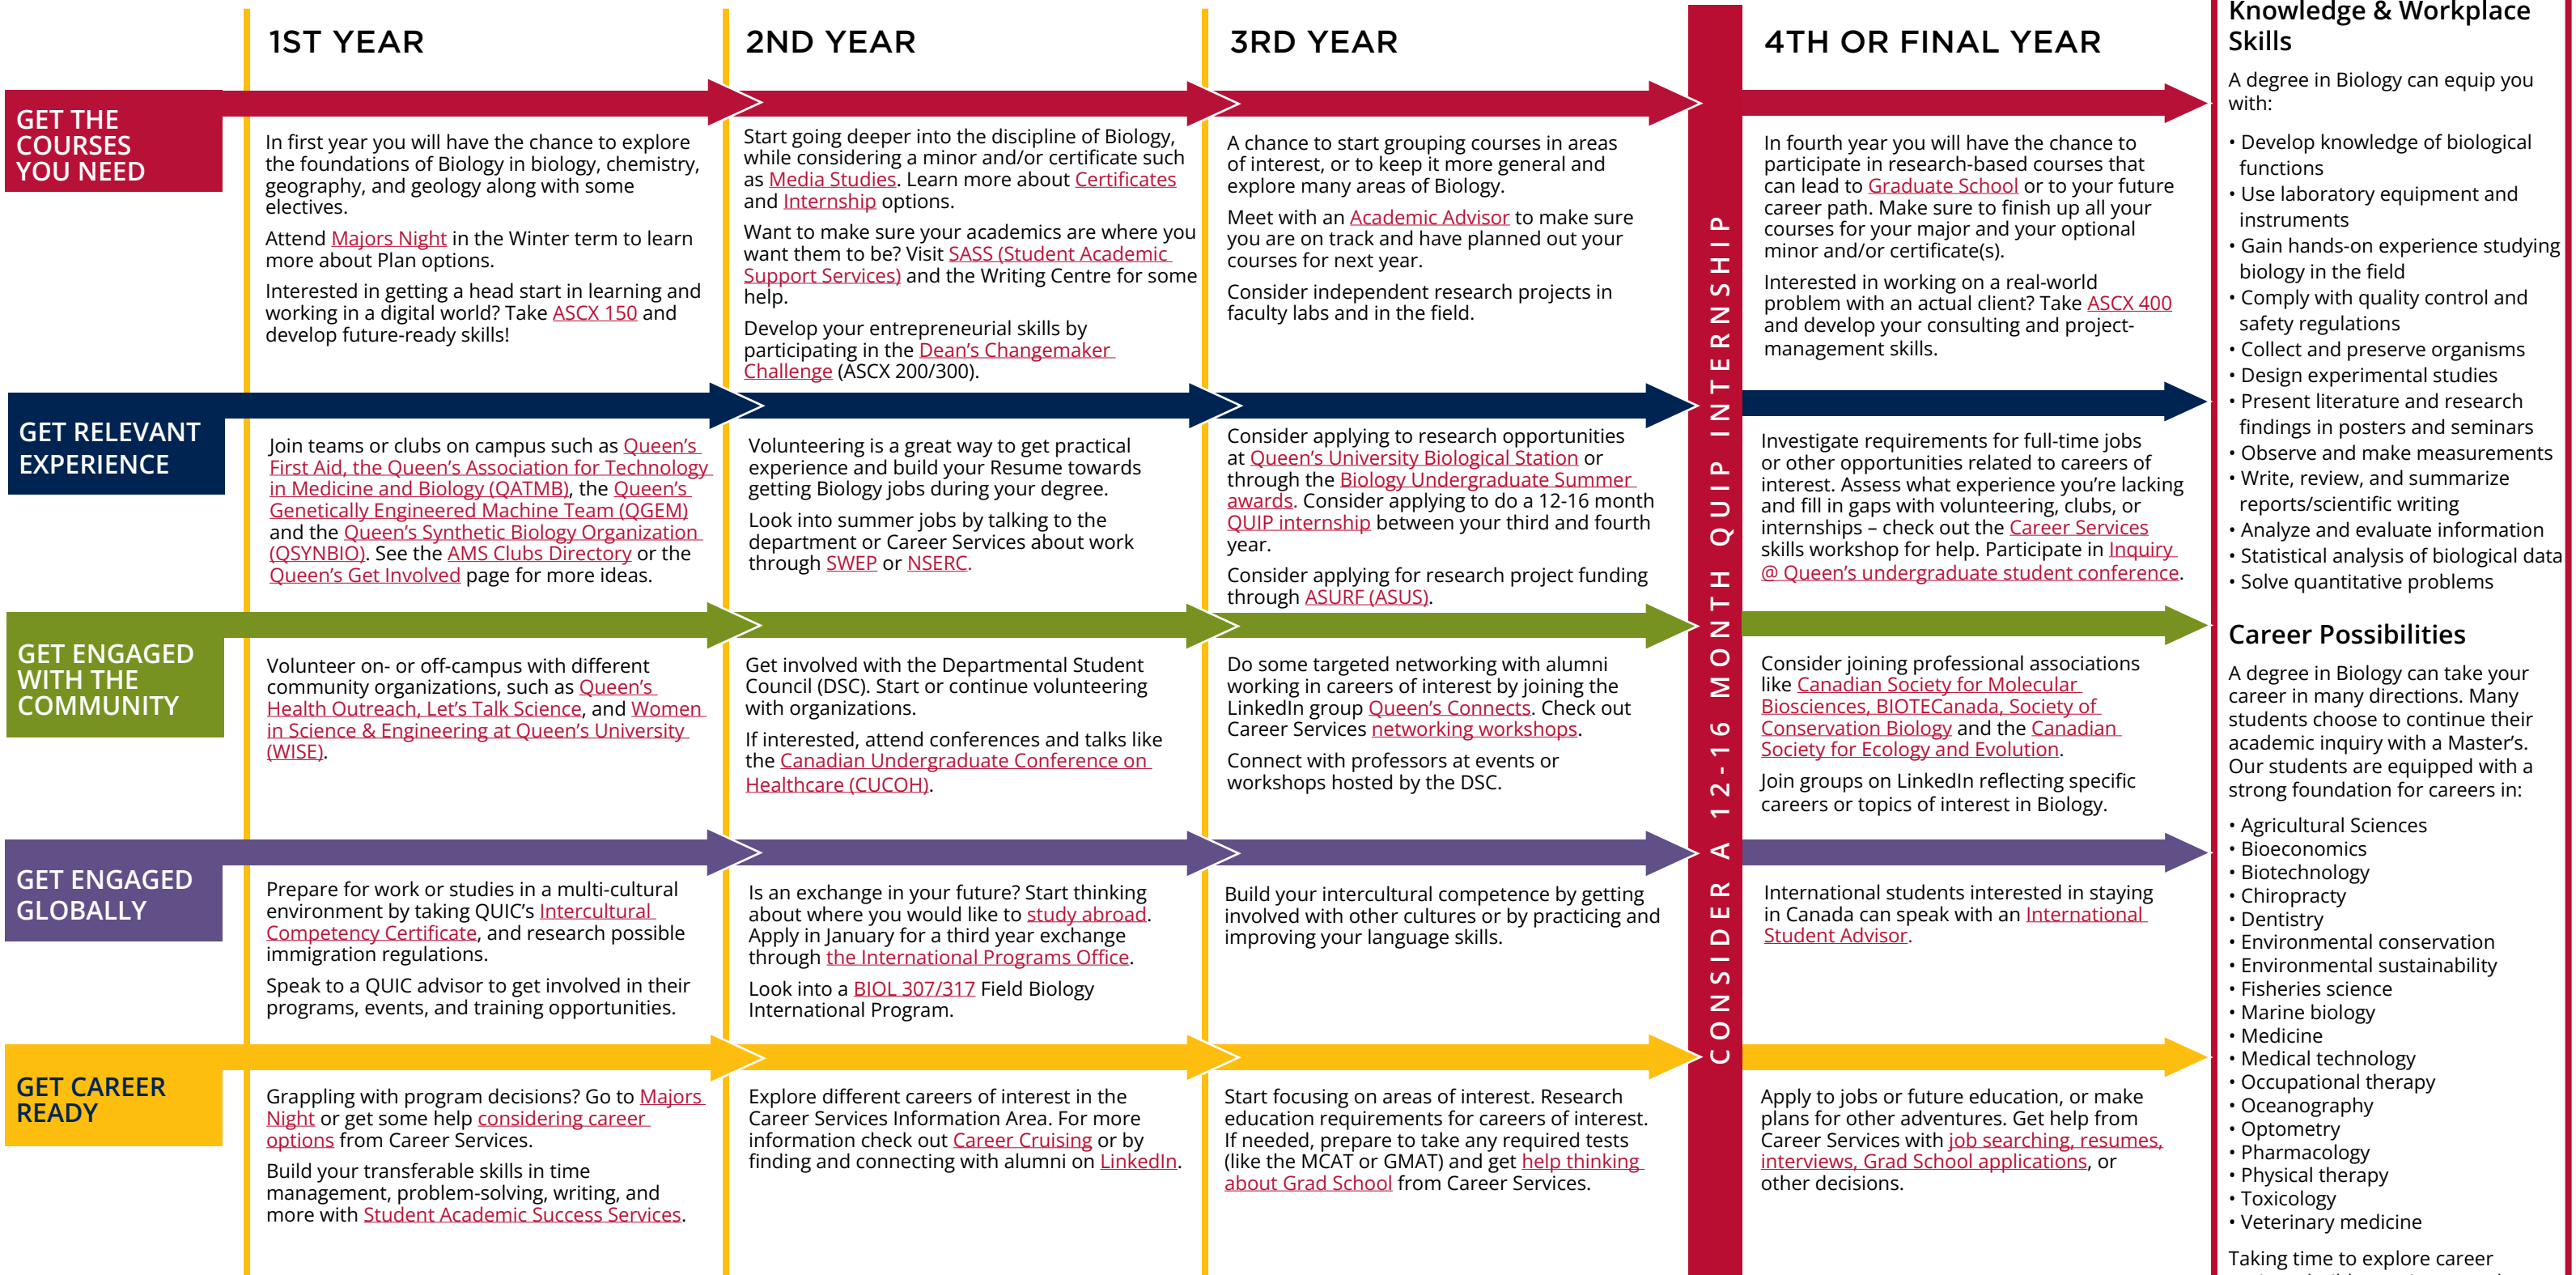 1ST YEAR
2ND YEAR
3RD YEAR
4TH OR FINAL YEAR
GET THE
COURSES
YOU NEED
In first year you will have the chance to explore
the foundations of Biology in biology, chemistry,
geography, and geology along with some
electives.
Attend Majors Night in the Winter term to learn
more about Plan options.
Interested in getting a head start in learning and
working in a digital world? Take ASCX 150 and
develop future-ready skills!
Start going deeper into the discipline of Biology,
while considering a minor and/or certificate such
as Media Studies. Learn more about Certificates
and Internship options.
Want to make sure your academics are where you
want them to be? Visit SASS (Student Academic
Support Services) and the Writing Centre for some
help.
Develop your entrepreneurial skills by
participating in the Dean’s Changemaker
Challenge (ASCX 200/300).
A chance to start grouping courses in areas
of interest, or to keep it more general and
explore many areas of Biology.
Meet with an Academic Advisor to make sure
you are on track and have planned out your
courses for next year.
Consider independent research projects in
faculty labs and in the field.
In fourth year you will have the chance to
participate in research-based courses that
can lead to Graduate School or to your future
career path. Make sure to finish up all your
courses for your major and your optional
minor and/or certificate(s).
Interested in working on a real-world
problem with an actual client? Take ASCX 400
and develop your consulting and project-
management skills.
GET RELEVANT
EXPERIENCE
Join teams or clubs on campus such as Queen’s
First Aid, the Queen’s Association for Technology
in Medicine and Biology (QATMB), the Queen’s
Genetically Engineered Machine Team (QGEM)
and the Queen’s Synthetic Biology Organization
(QSYNBIO). See the AMS Clubs Directory or the
Queen’s Get Involved page for more ideas.
Volunteering is a great way to get practical
experience and build your Resume towards
getting Biology jobs during your degree.
Look into summer jobs by talking to the
department or Career Services about work
through SWEP or NSERC.
Consider applying to research opportunities
at Queen’s University Biological Station or
through the Biology Undergraduate Summer
awards. Consider applying to do a 12-16 month
QUIP internship between your third and fourth
year.
Consider applying for research project funding
through ASURF (ASUS).
Investigate requirements for full-time jobs
or other opportunities related to careers of
interest. Assess what experience you’re lacking
and fill in gaps with volunteering, clubs, or
internships – check out the Career Services
skills workshop for help. Participate in Inquiry
@ Queen’s undergraduate student conference.
GET ENGAGED
WITH THE
COMMUNITY
Volunteer on- or off-campus with different
community organizations, such as Queen’s
Health Outreach, Let’s Talk Science, and Women
in Science & Engineering at Queen’s University
(WISE).
Get involved with the Departmental Student
Council (DSC). Start or continue volunteering
with organizations.
If interested, attend conferences and talks like
the Canadian Undergraduate Conference on
Healthcare (CUCOH).
Do some targeted networking with alumni
working in careers of interest by joining the
LinkedIn group Queen’s Connects. Check out
Career Services networking workshops.
Connect with professors at events or
workshops hosted by the DSC.
Consider joining professional associations
like Canadian Society for Molecular
Biosciences, BIOTECanada, Society of
Conservation Biology and the Canadian
Society for Ecology and Evolution.
Join groups on LinkedIn reflecting specific
careers or topics of interest in Biology.
GET ENGAGED
GLOBALLY
Prepare for work or studies in a multi-cultural
environment by taking QUIC’s Intercultural
Competency Certificate, and research possible
immigration regulations.
Speak to a QUIC advisor to get involved in their
programs, events, and training opportunities.
Is an exchange in your future? Start thinking
about where you would like to study abroad.
Apply in January for a third year exchange
through the International Programs Office.
Look into a BIOL 307/317 Field Biology
International Program.
Build your intercultural competence by getting
involved with other cultures or by practicing and
improving your language skills.
International students interested in staying
in Canada can speak with an International
Student Advisor.
GET CAREER
READY
Grappling with program decisions? Go to Majors
Night or get some help considering career
options from Career Services.
Build your transferable skills in time
management, problem-solving, writing, and
more with Student Academic Success Services.
Explore different careers of interest in the
Career Services Information Area. For more
information check out Career Cruising or by
finding and connecting with alumni on LinkedIn.
Start focusing on areas of interest. Research
education requirements for careers of interest.
If needed, prepare to take any required tests
(like the MCAT or GMAT) and get help thinking
about Grad School from Career Services.
Apply to jobs or future education, or make
plans for other adventures. Get help from
Career Services with job searching, resumes,
interviews, Grad School applications, or
other decisions.
CONSIDER A 12-16 MONTH QUIP INTERNSHIP
Knowledge & Workplace
Skills
A degree in Biology can equip you
with:
• Develop knowledge of biological
functions
• Use laboratory equipment and
instruments
• Gain hands-on experience studying
biology in the field
• Comply with quality control and
safety regulations
• Collect and preserve organisms
• Design experimental studies
• Present literature and research
findings in posters and seminars
• Observe and make measurements
• Write, review, and summarize
reports/scientific writing
• Analyze and evaluate information
• Statistical analysis of biological data
• Solve quantitative problems
Career Possibilities
A degree in Biology can take your
career in many directions. Many
students choose to continue their
academic inquiry with a Master’s.
Our students are equipped with a
strong foundation for careers in:
• Agricultural Sciences
• Bioeconomics
• Biotechnology
• Chiropracty
• Dentistry
• Environmental conservation
• Environmental sustainability
• Fisheries science
• Marine biology
• Medicine
• Medical technology
• Occupational therapy
• Oceanography
• Optometry
• Pharmacology
• Physical therapy
• Toxicology
• Veterinary medicine
Taking time to explore career